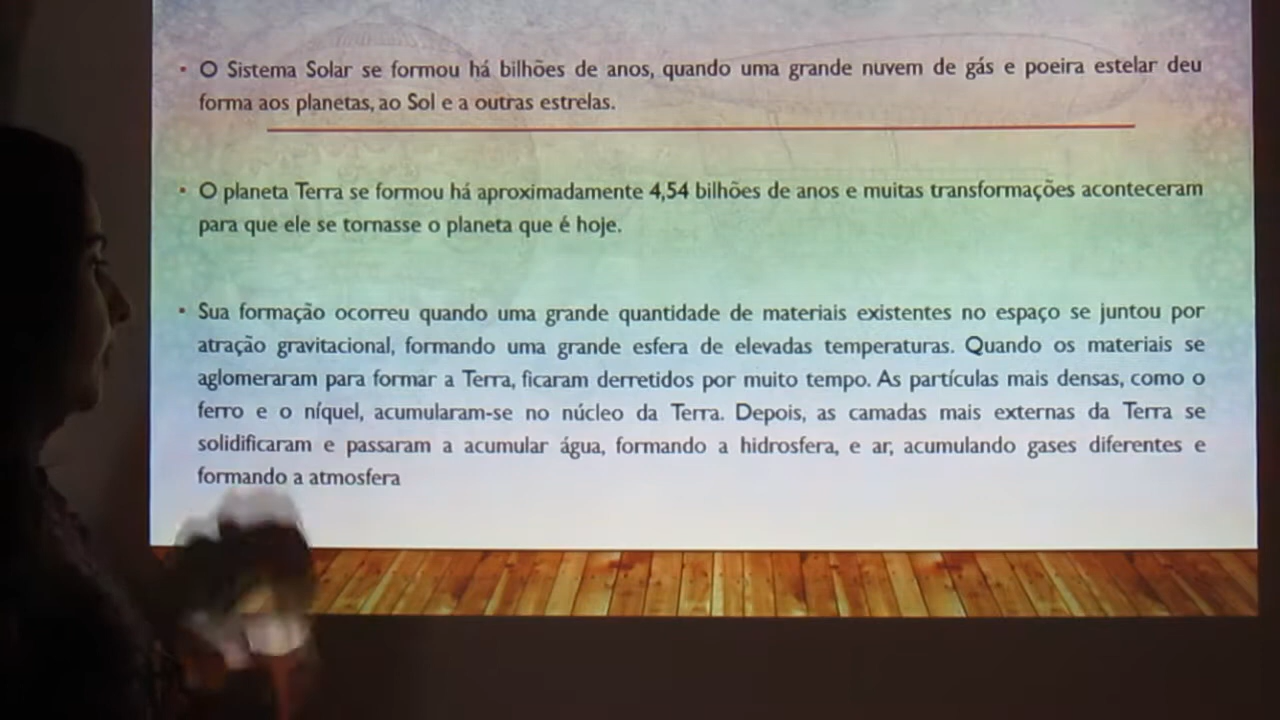 • O Sistema Solar se formou há bilhões de anos, quando uma grande nuvem de gás e poeira estelar deu
forma aos planetas, ao Sol e a outras estrelas.
• O planeta Terra se formou há aproximadamente 4,54 bilhões de anos e muitas transformações aconteceram
para que ele se tornasse o planeta que é hoje.
• Sua formação ocorreu quando uma grande quantidade de materiais existentes no espaço se juntou por
atração gravitacional, formando uma grande esfera de elevadas temperaturas. Quando os materiais se
aglomeraram para formar a Terra, ficaram derretidos por muito tempo. As partículas mais densas, como o
ferro e o níquel, acumularam-se no núcleo da Terra. Depois, as camadas mais externas da Terra se
solidificaram e passaram a acumular água, formando a hidrosfera, e ar, acumulando gases diferentes e
formando a atmosfera